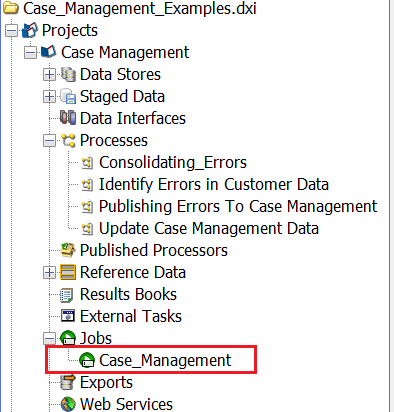 Case_Management_Examples.dxi
Projects
Case Management
Data Stores
Staged Data
Data Interfaces
Processes
Consolidating_Errors
Identify Errors in Customer Data
Publishing Errors To Case Management
Update Case Management Data
Published Processors
Reference Data
Results Books
External Tasks
Jobs
Case_Management
Exports
Web Services